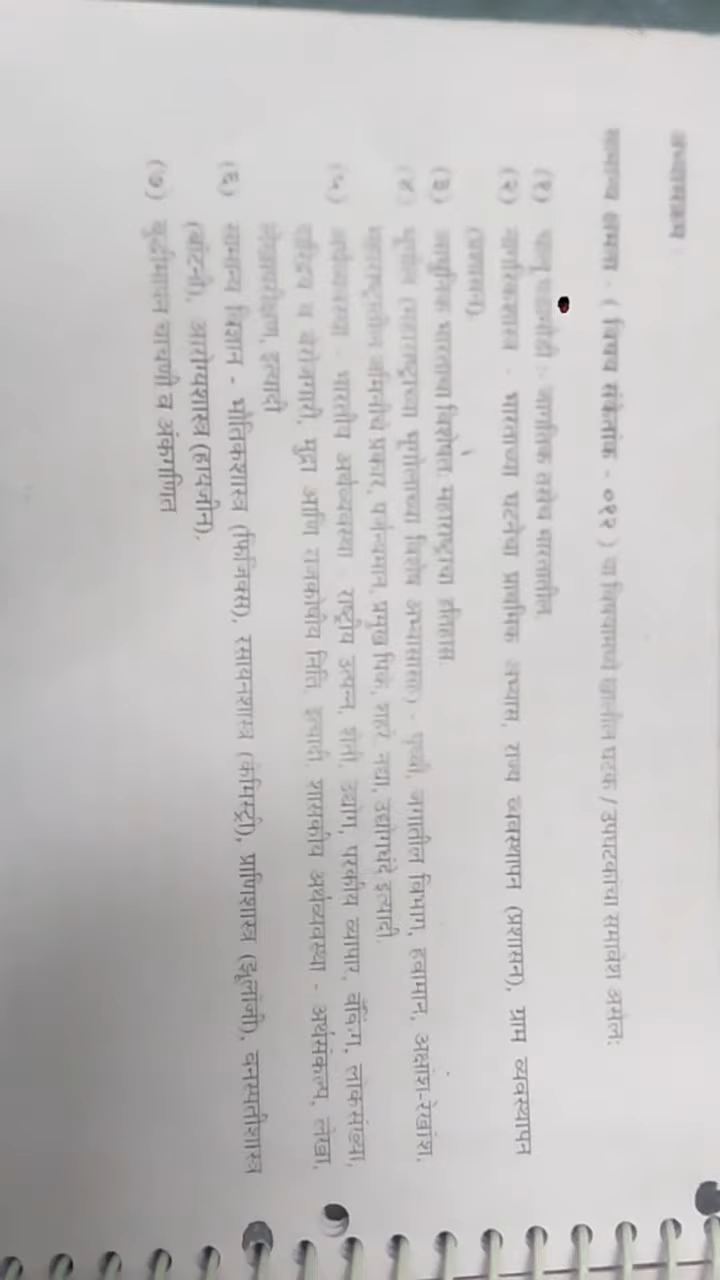 अभ्यासक्रम :
सामान्य क्षमता - ( विषय संकेतांक - ०१२ ) या विषयामध्ये खालील घटक / उपघटकांचा समावेश असेल:
(१) चालू घडामोडी : जागतिक तसेच भारतातील.
(२) नागरिकशास्त्र - भारताच्या घटनेचा प्राथमिक अभ्यास, राज्य व्यवस्थापन (प्रशासन), ग्राम व्यवस्थापन
(प्रशासन).
(३) आधुनिक भारताचा विशेषत: महाराष्ट्राचा इतिहास.
(४) भूगोल (महाराष्ट्राच्या भूगोलाच्या विशेष अभ्यासासह) - पृथ्वी, जगातील विभाग, हवामान, अक्षांश-रेखांश,
महाराष्ट्रातील जमिनीचे प्रकार, पर्जन्यमान, प्रमुख पिके, शहरे, नद्या, उद्योगधंदे इत्यादी.
(५) अर्थव्यवस्था - भारतीय अर्थव्यवस्था - राष्ट्रीय उत्पन्न, शेती, उद्योग, परकीय व्यापार, बँकिंग, लोकसंख्या,
दारिद्र्य व बेरोजगारी, मुद्रा आणि राजकोषीय निति, इत्यादी. शासकीय अर्थव्यवस्था - अर्थसंकल्प, लेखा,
लेखापरीक्षण, इत्यादी
(६) सामान्य विज्ञान - भौतिकशास्त्र (फिजिक्स), रसायनशास्त्र (केमिस्ट्री), प्राणिशास्त्र (झूलॉजी), वनस्पतीशास्त्र
(बॉटनी), आरोग्यशास्त्र (हायजीन).
(७) बुद्धीमापन चाचणी व अंकगणित